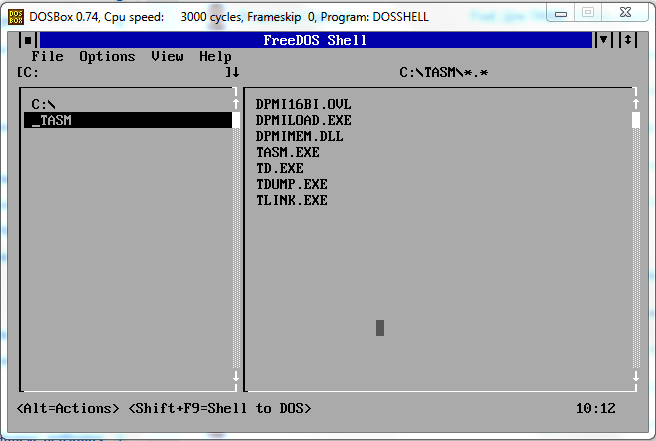 DOSBox 0.74, Cpu speed: 3000 cycles, Frameskip 0, Program: DOSSHELL
FreeDOS Shell
File Options View Help
[C: ]↓ C:\TASM\*.*
C:\
_TASM
DPMI16BI.OVL
DPMILOAD.EXE
DPMIMEM.DLL
TASM.EXE
TD.EXE
TDUMP.EXE
TLINK.EXE
<Alt=Actions> <Shift+F9=Shell to DOS> 10:12